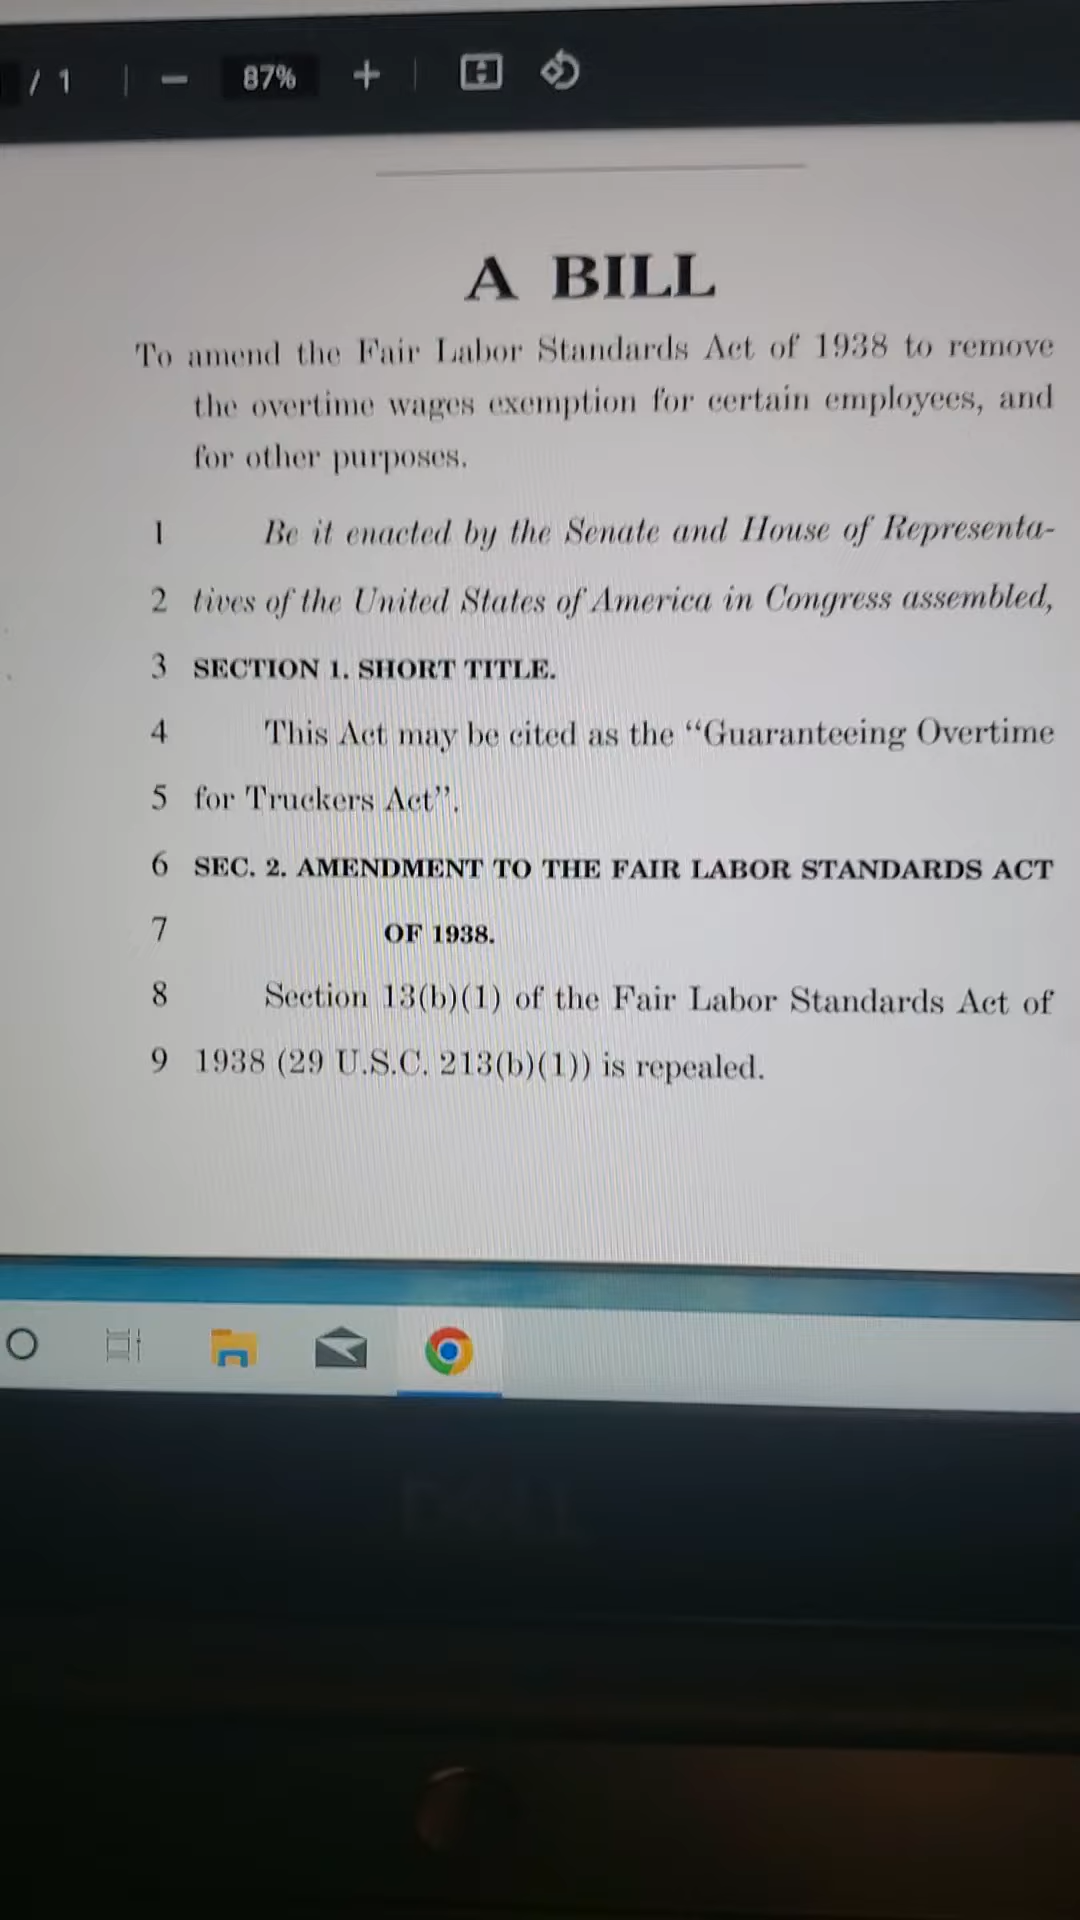 / 1 | − 87% + |
A BILL
To amend the Fair Labor Standards Act of 1938 to remove
the overtime wages exemption for certain employees, and
for other purposes.
1 Be it enacted by the Senate and House of Representa-
2 tives of the United States of America in Congress assembled,
3 SECTION 1. SHORT TITLE.
4 This Act may be cited as the “Guaranteeing Overtime
5 for Truckers Act”.
6 SEC. 2. AMENDMENT TO THE FAIR LABOR STANDARDS ACT
7 OF 1938.
8 Section 13(b)(1) of the Fair Labor Standards Act of
9 1938 (29 U.S.C. 213(b)(1)) is repealed.
DELL